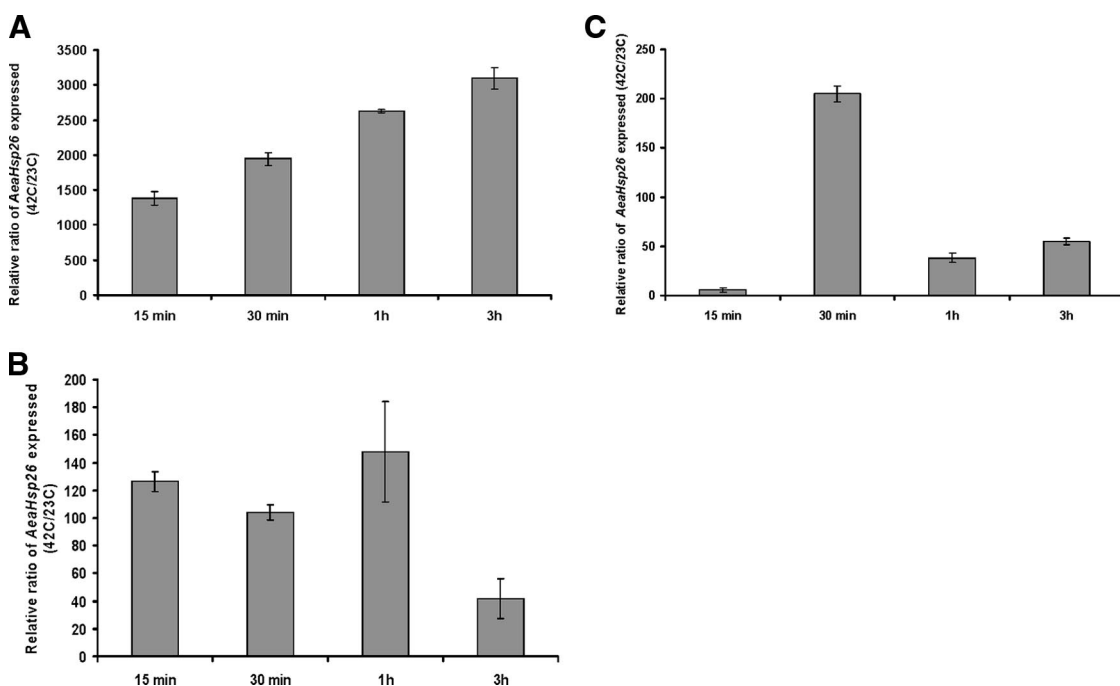 A
Relative ratio of AeaHsp26 expressed
(42C/23C)
3500
3000
2500
2000
1500
1000
500
0
15 min 30 min 1h 3h
C
Relative ratio of AeaHsp26 expressed (42C/23C)
250
200
150
100
50
0
15 min 30 min 1h 3h
B
Relative ratio of AeaHsp26 expressed
(42C/23C)
200
180
160
140
120
100
80
60
40
20
0
15 min 30 min 1h 3h